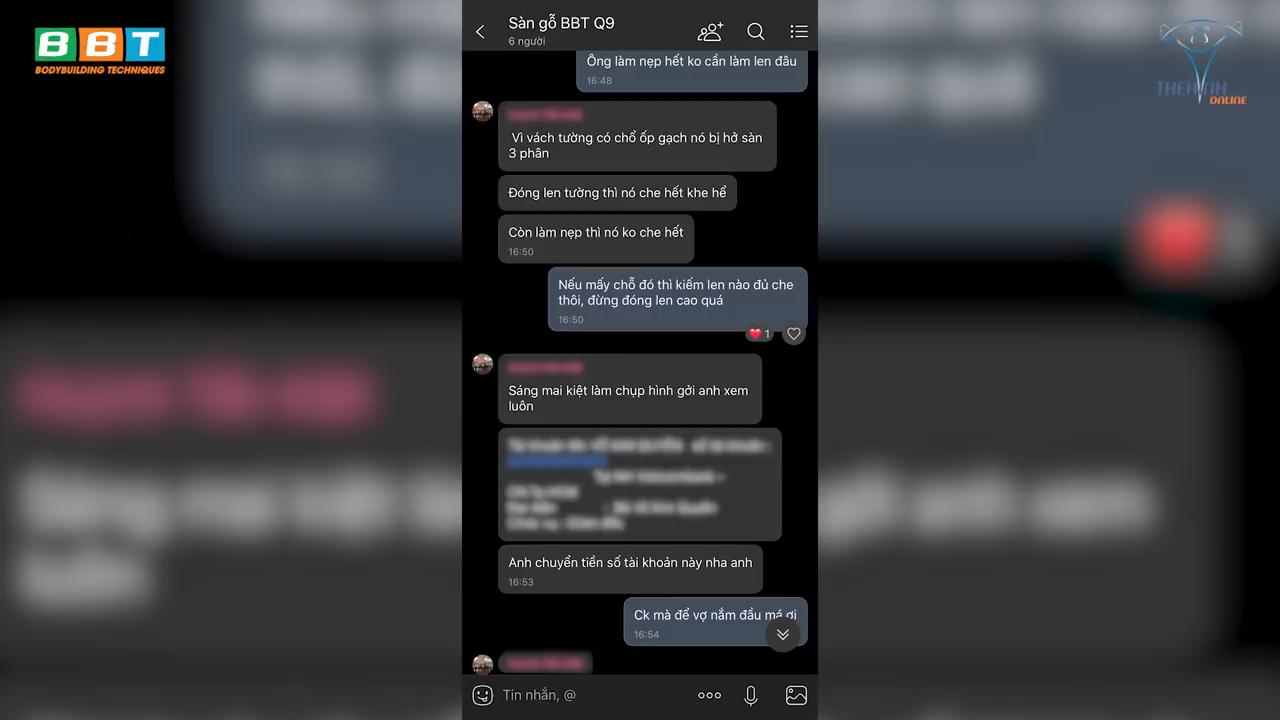 BBT
BODYBUILDING TECHNIQUES
THEHINH
ONLINE
Sàn gỗ BBT Q9
6 người
Ông làm nẹp hết ko cần làm len đâu
16:48
Vì vách tường có chổ ốp gạch nó bị hở sàn
3 phân
Đóng len tường thì nó che hết khe hể
Còn làm nẹp thì nó ko che hết
16:50
Nếu mấy chỗ đó thì kiếm len nào đủ che
thôi, đừng đóng len cao quá
16:50
1
Sáng mai kiệt làm chụp hình gởi anh xem
luôn
Anh chuyển tiền số tài khoản này nha anh
16:53
Ck mà để vợ nắm đầu má ơi
16:54
Tin nhắn, @